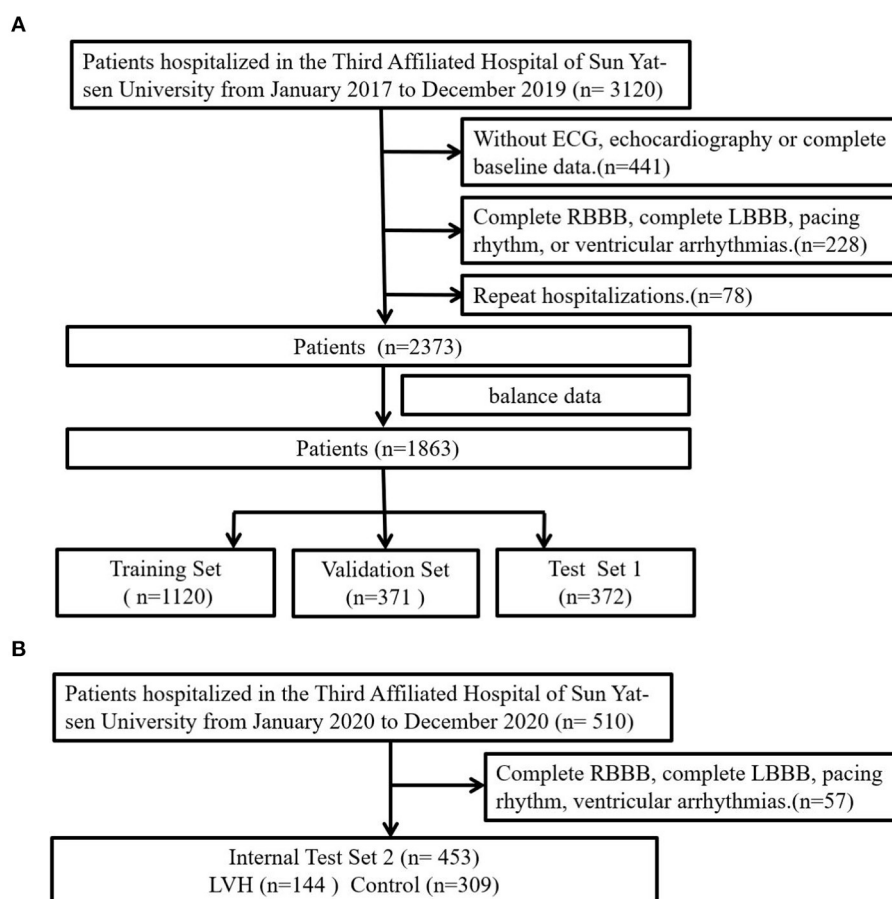 A
Patients hospitalized in the Third Affiliated Hospital of Sun Yat-
sen University from January 2017 to December 2019 (n= 3120)
Without ECG, echocardiography or complete
baseline data.(n=441)
Complete RBBB, complete LBBB, pacing
rhythm, or ventricular arrhythmias.(n=228)
Repeat hospitalizations.(n=78)
Patients (n=2373)
balance data
Patients (n=1863)
Training Set
( n=1120)
Validation Set
(n=371 )
Test Set 1
(n=372)
B
Patients hospitalized in the Third Affiliated Hospital of Sun Yat-
sen University from January 2020 to December 2020 (n= 510)
Complete RBBB, complete LBBB, pacing
rhythm, ventricular arrhythmias.(n=57)
Internal Test Set 2 (n= 453)
LVH (n=144 ) Control (n=309)